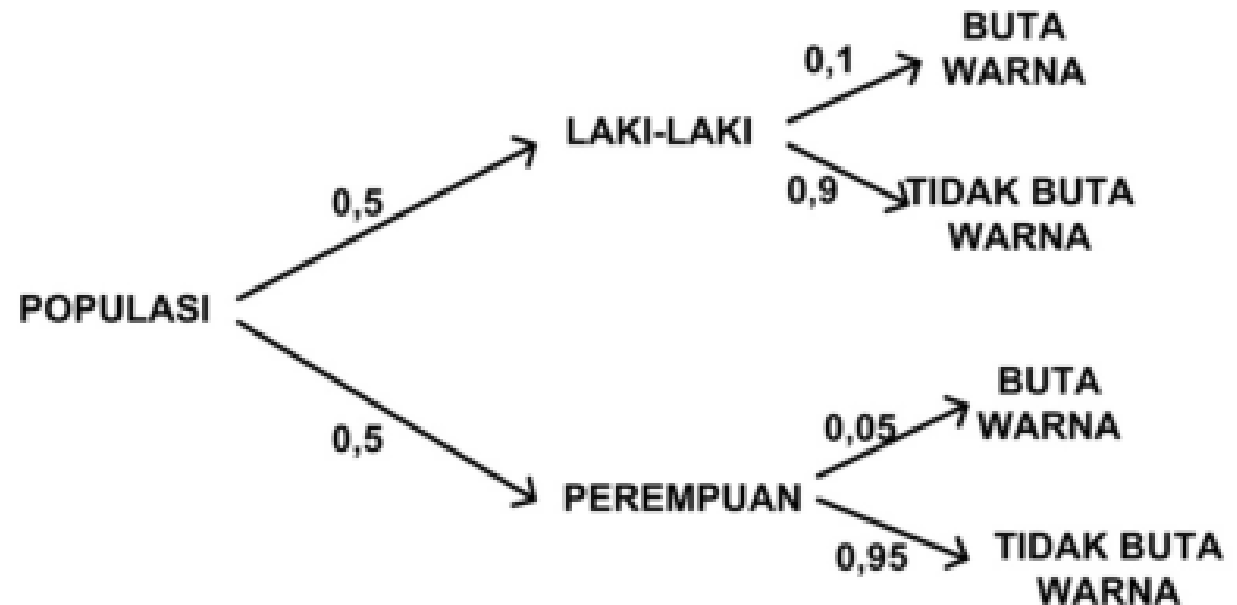 BUTA
WARNA
0,1
LAKI-LAKI
0,9
TIDAK BUTA
WARNA
0,5
POPULASI
0,5
BUTA
WARNA
0,05
PEREMPUAN
0,95
TIDAK BUTA
WARNA